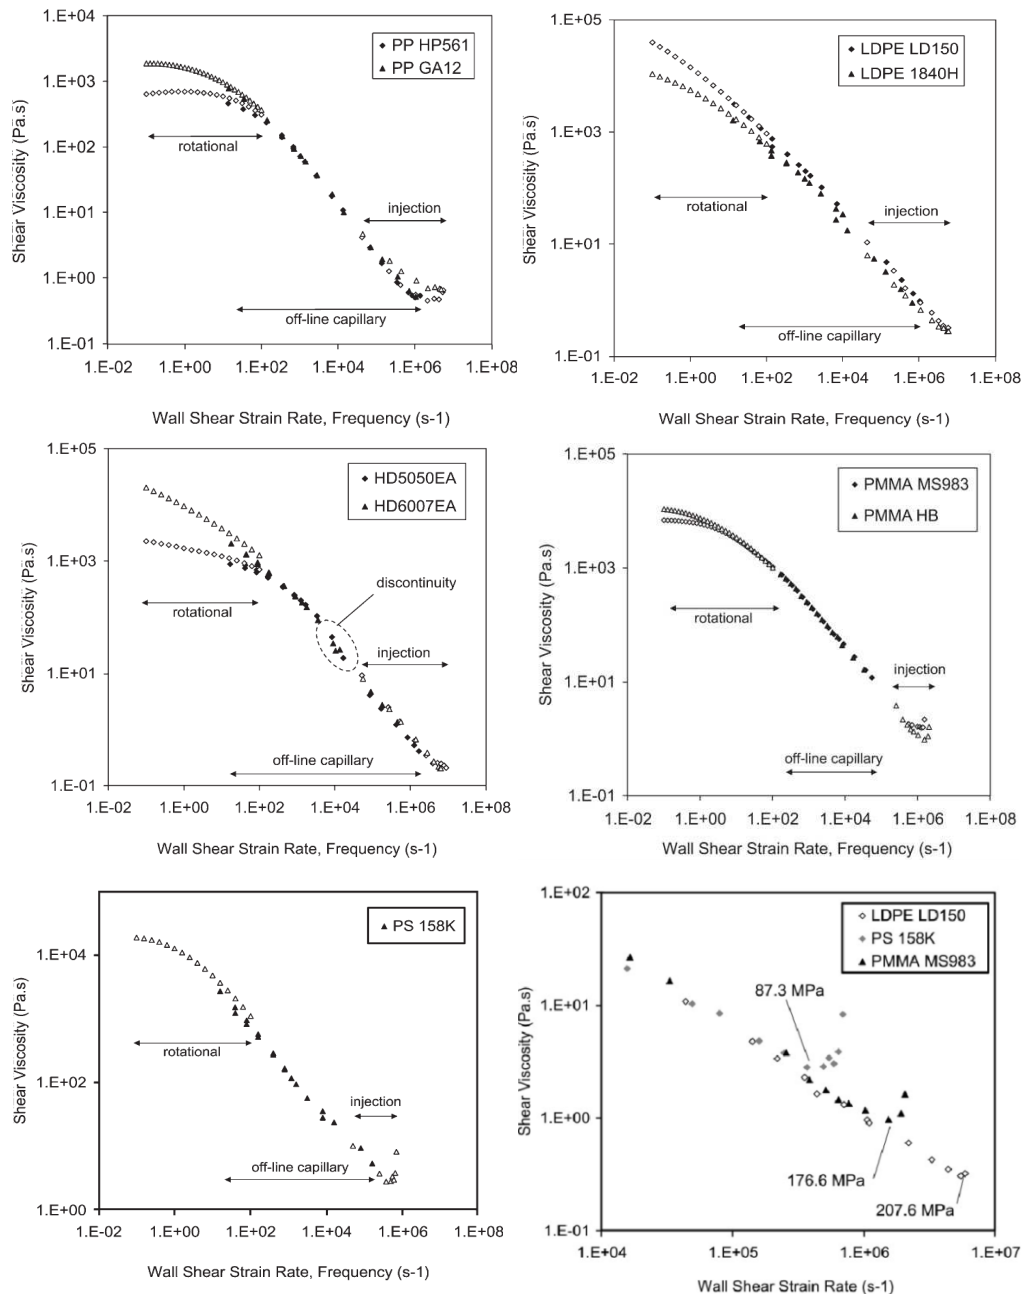 1.E+05
1.E+04
1.E+03
1.E+02
1.E+01
1.E+00
1.E-01
Shear Viscosity (Pa.s)
PP HP561
PP GA12
rotational
injection
off-line capillary
1.E-02 1.E+00 1.E+02 1.E+04 1.E+06 1.E+08
Wall Shear Strain Rate, Frequency (s-1)
1.E+05
1.E+03
1.E+01
1.E-01
Shear Viscosity (Pa.s)
LDPE LD150
LDPE 1840H
rotational
injection
off-line capillary
1.E-02 1.E+00 1.E+02 1.E+04 1.E+06 1.E+08
Wall Shear Strain Rate, Frequency (s-1)
1.E+05
1.E+03
1.E+01
1.E-01
Shear Viscosity (Pa.s)
HD5050EA
HD6007EA
discontinuity
rotational
injection
off-line capillary
1.E-02 1.E+00 1.E+02 1.E+04 1.E+06 1.E+08
Wall Shear Strain Rate, Frequency (s-1)
1.E+05
1.E+03
1.E+01
1.E-01
Shear Viscosity (Pa.s)
PMMA MS983
PMMA HB
rotational
injection
off-line capillary
1.E-02 1.E+00 1.E+02 1.E+04 1.E+06 1.E+08
Wall Shear Strain Rate, Frequency (s-1)
1.E+04
1.E+02
1.E+00
Shear Viscosity (Pa.s)
PS 158K
rotational
injection
off-line capillary
1.E-02 1.E+00 1.E+02 1.E+04 1.E+06 1.E+08
Wall Shear Strain Rate, Frequency (s-1)
1.E+02
1.E+01
1.E+00
1.E-01
Shear Viscosity (Pa.s)
LDPE LD150
PS 158K
PMMA MS983
87.3 MPa
176.6 MPa
207.6 MPa
1.E+04 1.E+05 1.E+06 1.E+07
Wall Shear Strain Rate (s-1)